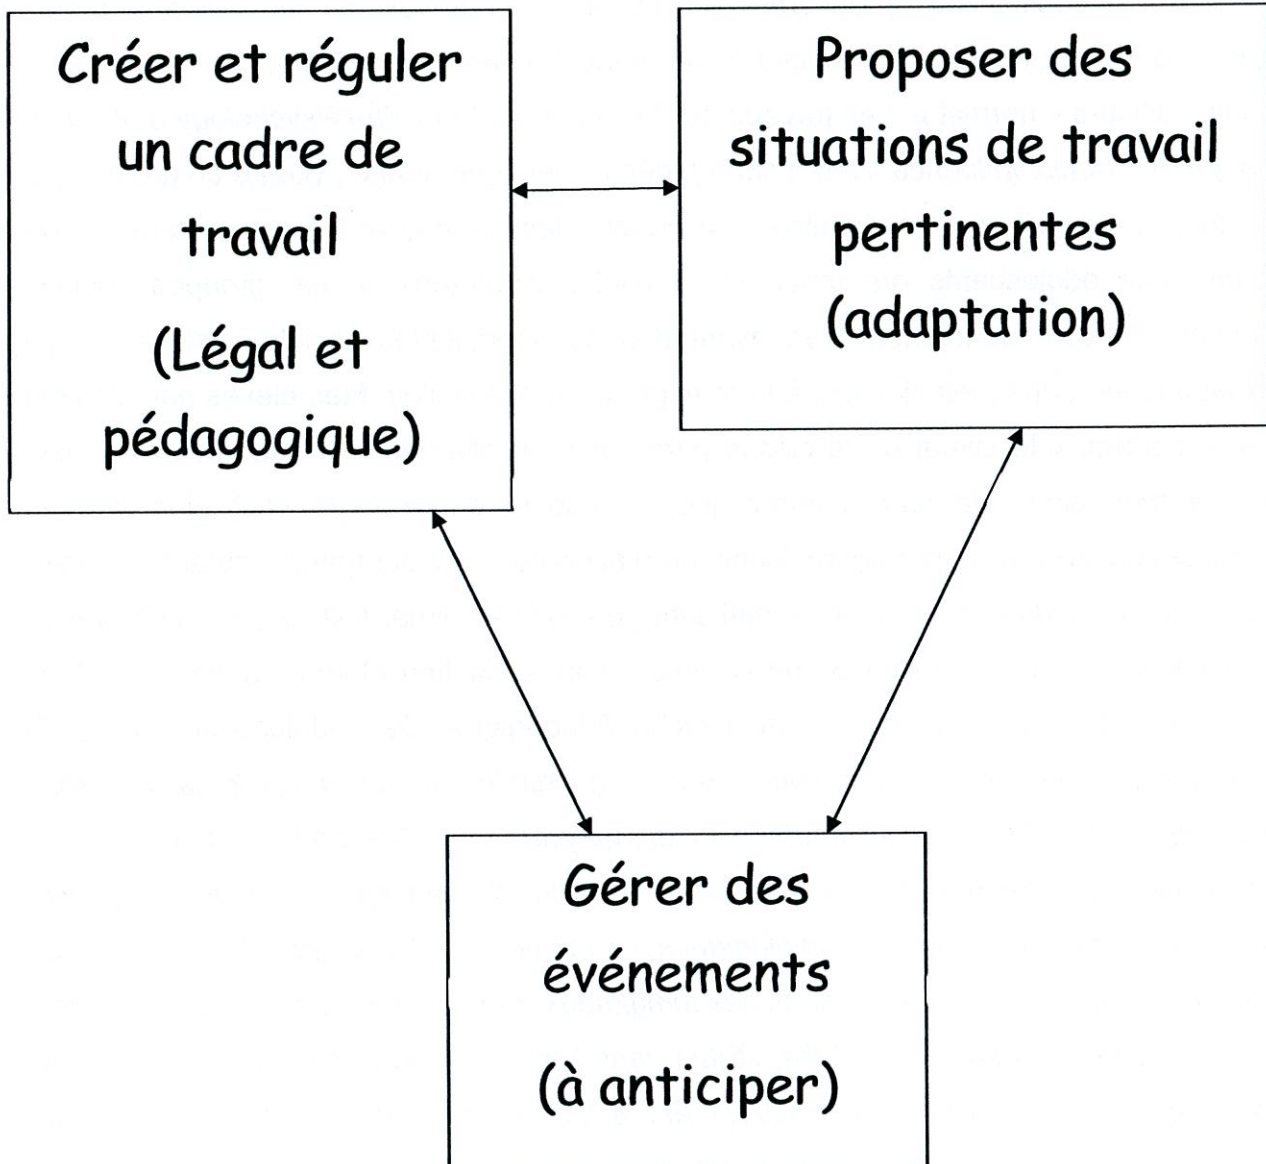 Créer et réguler
un cadre de
travail
(Légal et
pédagogique)
Proposer des
situations de travail
pertinentes
(adaptation)
Gérer des
événements
(à anticiper)